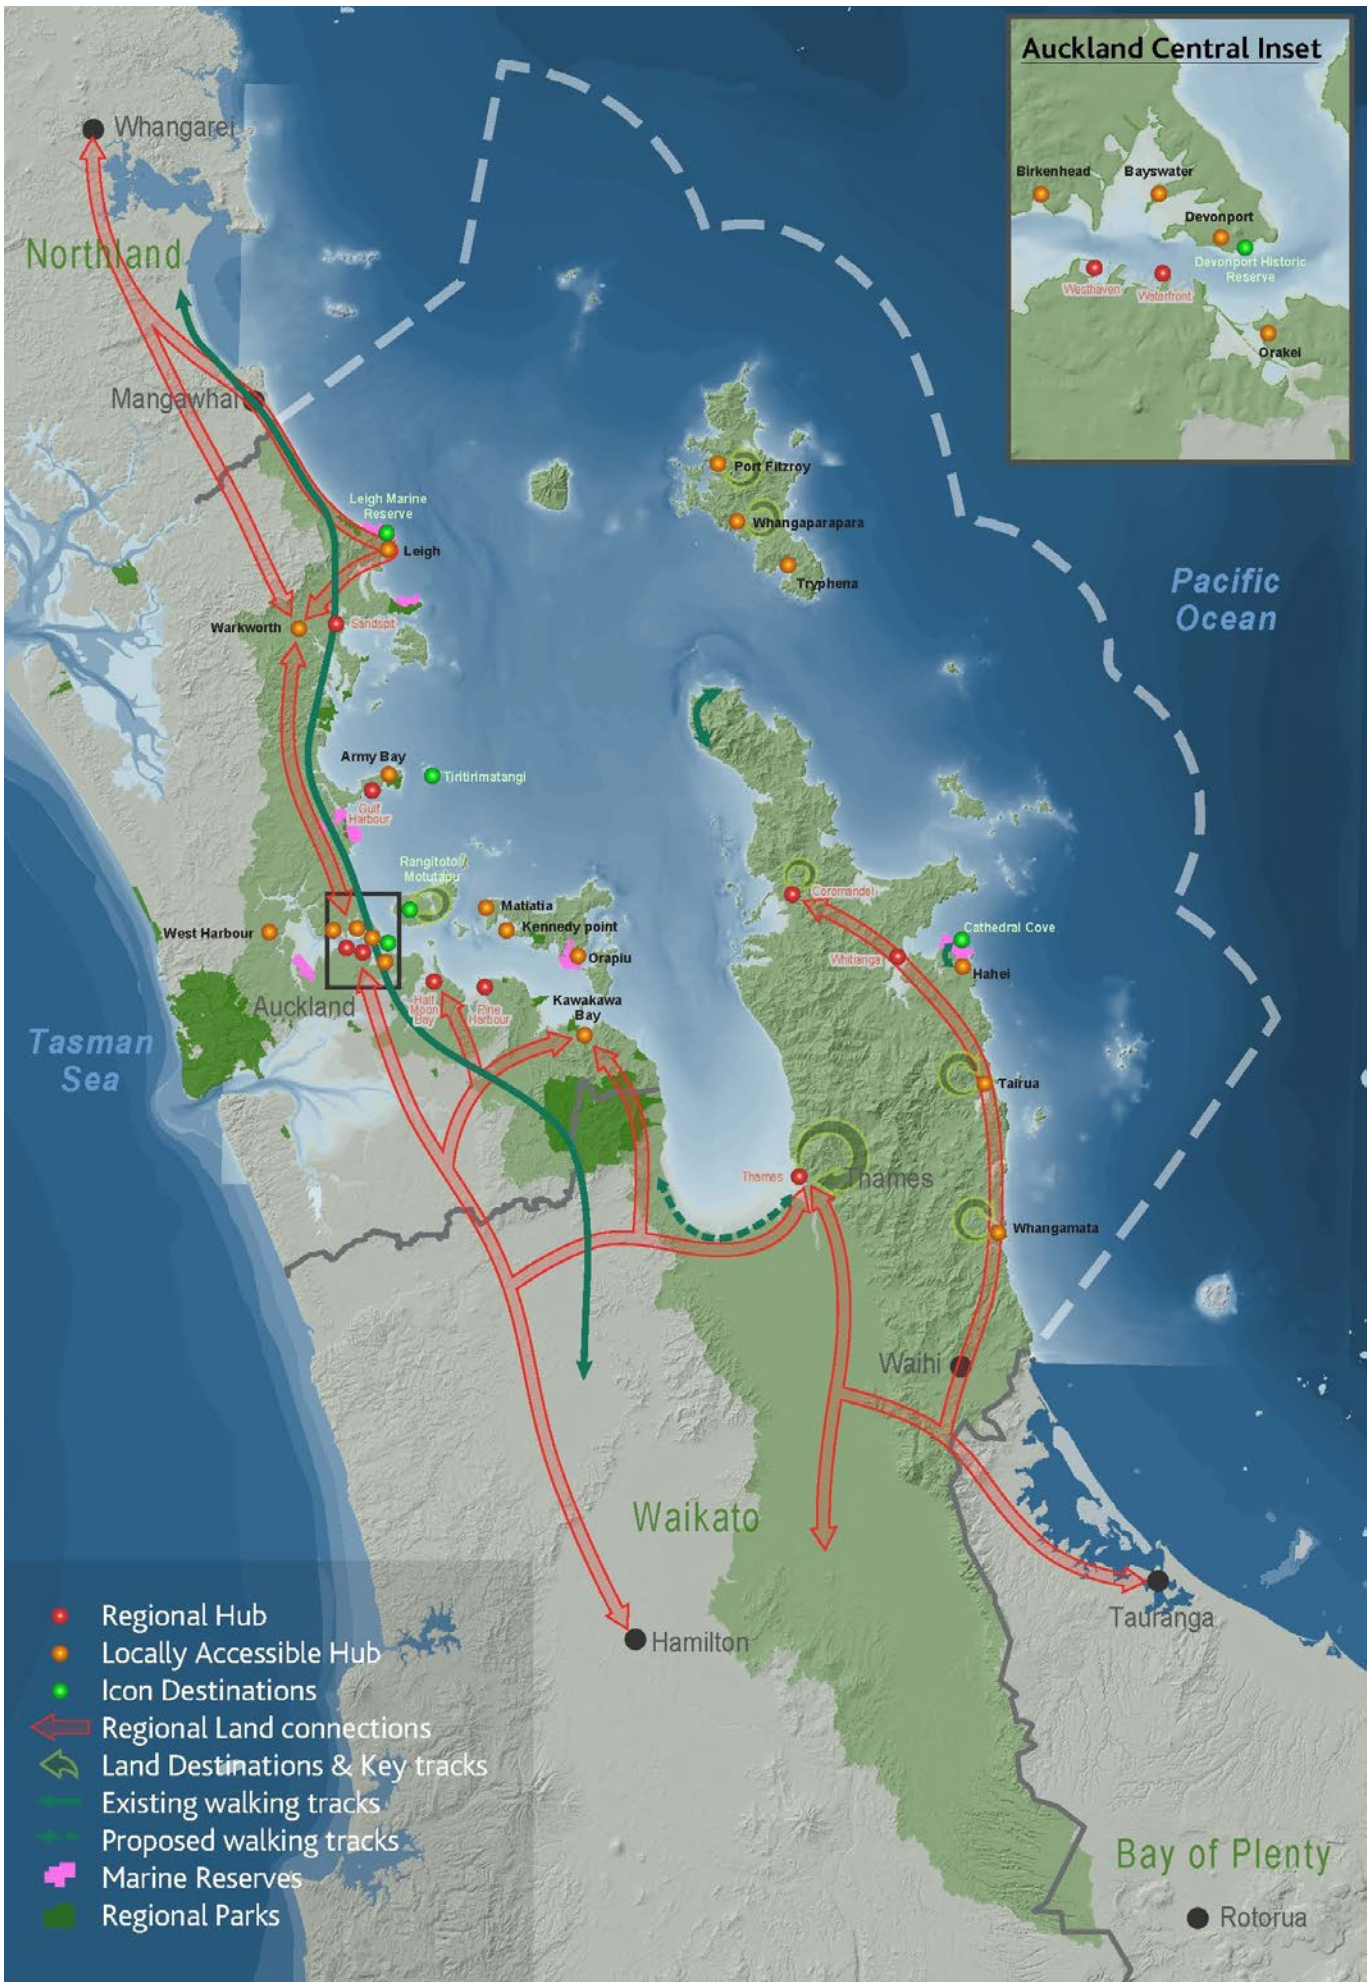 Auckland Central Inset
Birkenhead
Bayswater
Devonport
Devonport Historic
Reserve
Westhaven
Waterfront
Orakei
Whangarei
Northland
Mangawhai
Leigh Marine
Reserve
Leigh
Port Fitzroy
Whangaparapara
Tryphena
Pacific
Ocean
Warkworth
Sandspit
Army Bay
Tiritirimatangi
Gulf
Harbour
Rangitoto/
Motutapu
Matiatia
Kennedy point
Orapiu
West Harbour
Auckland
Half
Moon
Bay
Pine
Harbour
Kawakawa
Bay
Coromandel
Whitianga
Cathedral Cove
Hahei
Tasman
Sea
Tairua
Thames
Thames
Whangamata
Waihi
Waikato
Hamilton
Tauranga
Bay of Plenty
Rotorua
Regional Hub
Locally Accessible Hub
Icon Destinations
Regional Land connections
Land Destinations & Key tracks
Existing walking tracks
Proposed walking tracks
Marine Reserves
Regional Parks